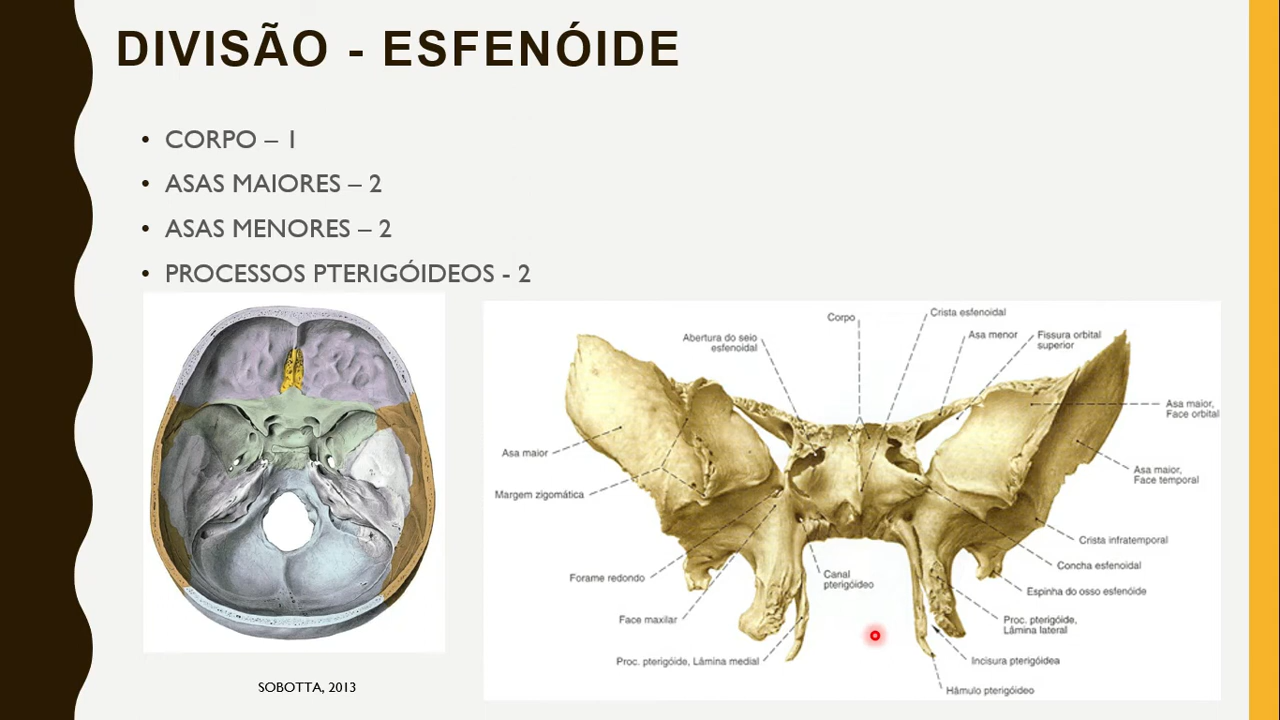 DIVISÃO - ESFENÓIDE
• CORPO – 1
• ASAS MAIORES – 2
• ASAS MENORES – 2
• PROCESSOS PTERIGÓIDEOS - 2
Corpo
Crista esfenoidal
Abertura do seio
esfenoidal
Asa menor
Fissura orbital
superior
Asa maior,
Face orbital
Asa maior
Asa maior,
Face temporal
Margem zigomática
Crista infratemporal
Concha esfenoidal
Forame redondo
Canal
pterigóideo
Espinha do osso esfenóide
Face maxilar
Proc. pterigóide,
Lâmina lateral
Proc. pterigóide, Lâmina medial
Incisura pterigóidea
Hâmulo pterigóideo
SOBOTTA, 2013